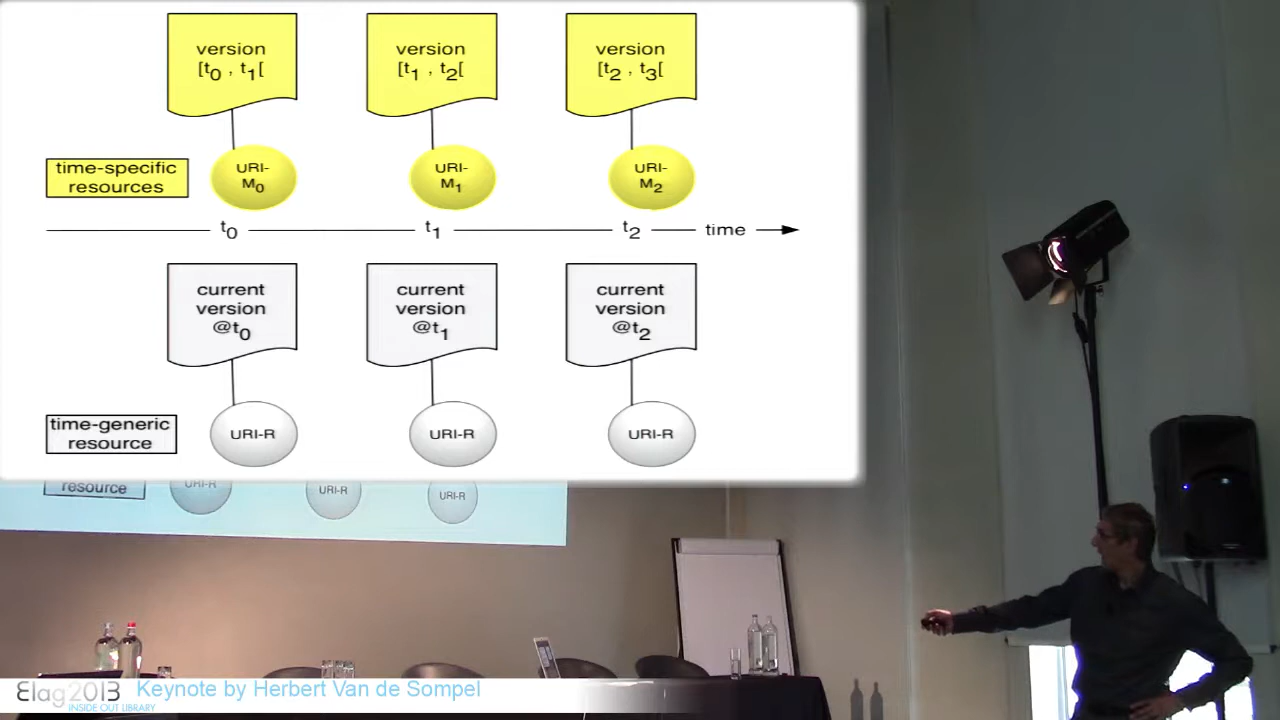 version
[t0 , t1[
version
[t1 , t2[
version
[t2 , t3[
time-specific
resources
URI-
M0
URI-
M1
URI-
M2
t0
t1
t2
time
current
version
@t0
current
version
@t1
current
version
@t2
time-generic
resource
URI-R
URI-R
URI-R
resource
URI-R
URI-R
URI-R
Elag2013
INSIDE OUT LIBRARY
Keynote by Herbert Van de Sompel